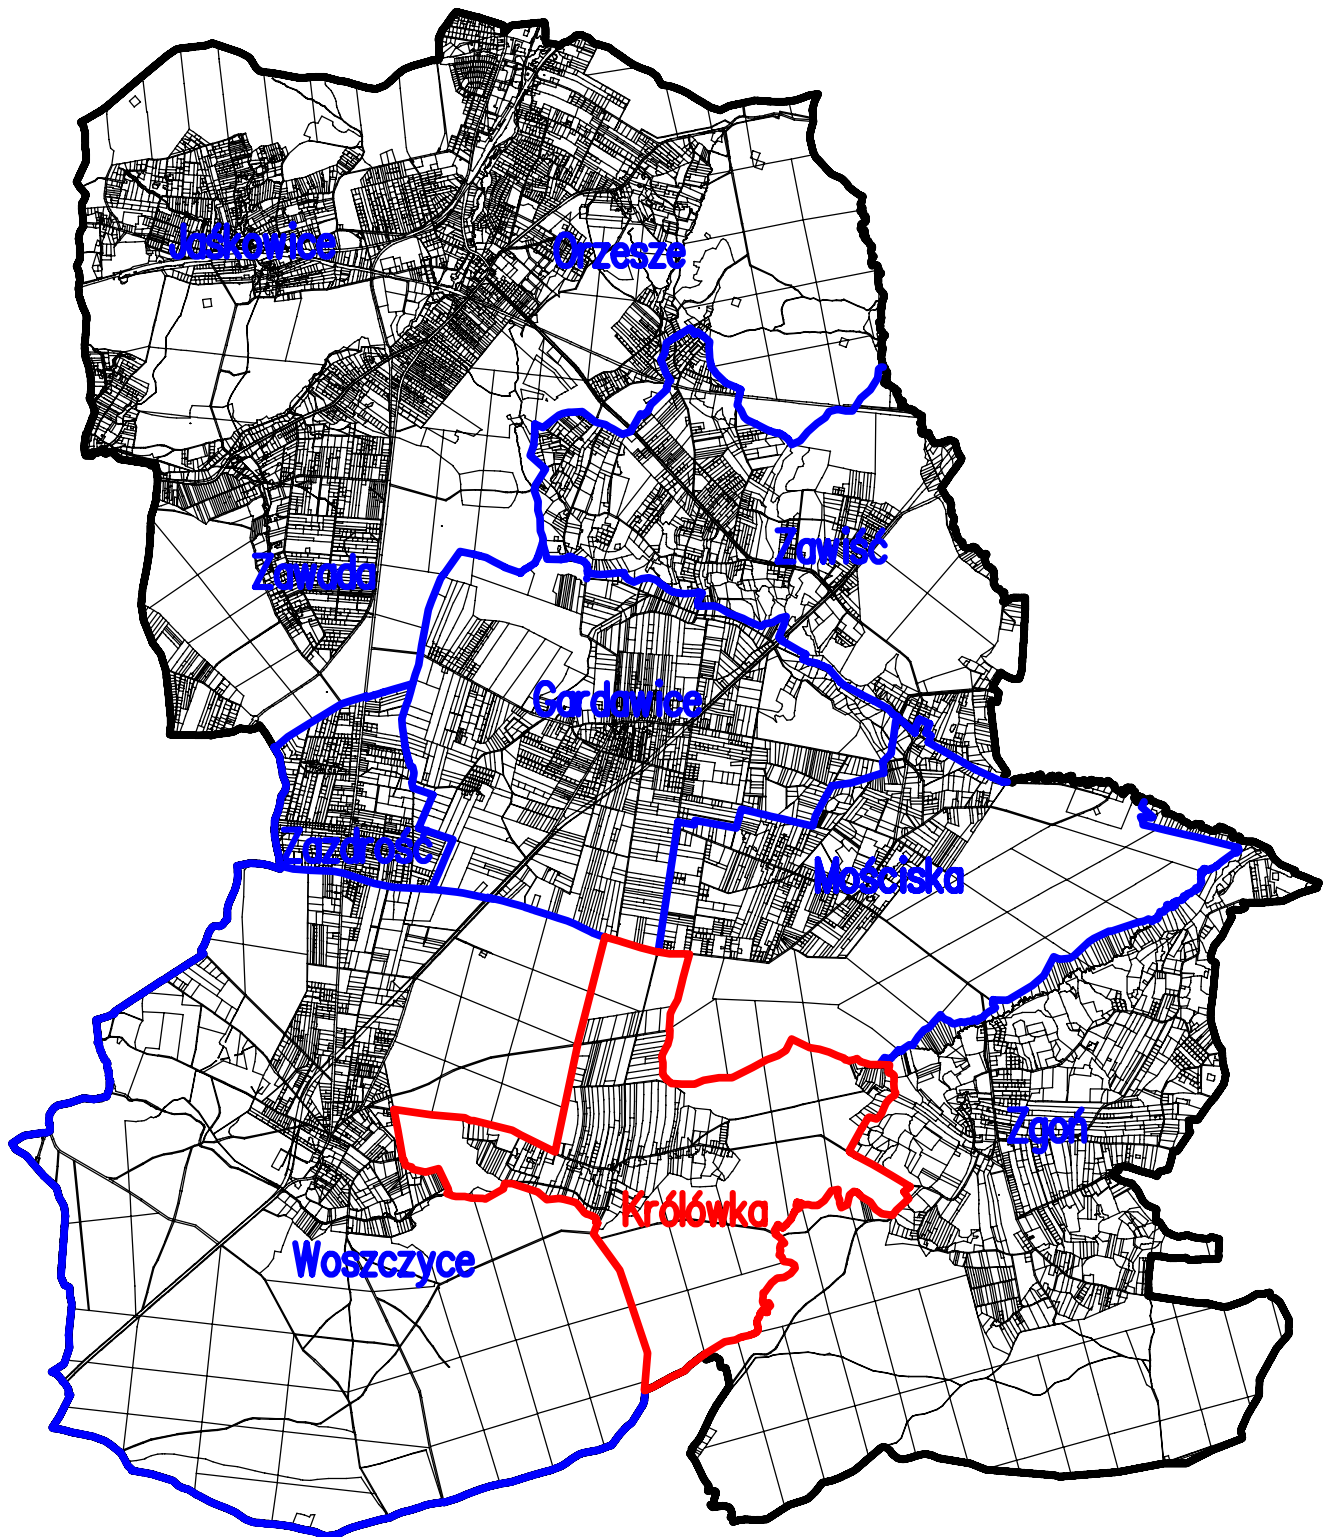 Jaśkowice
Orzesze
Zawiść
Zawada
Gardawice
Zazdrość
Mościska
Zgoń
Królówka
Woszczyce